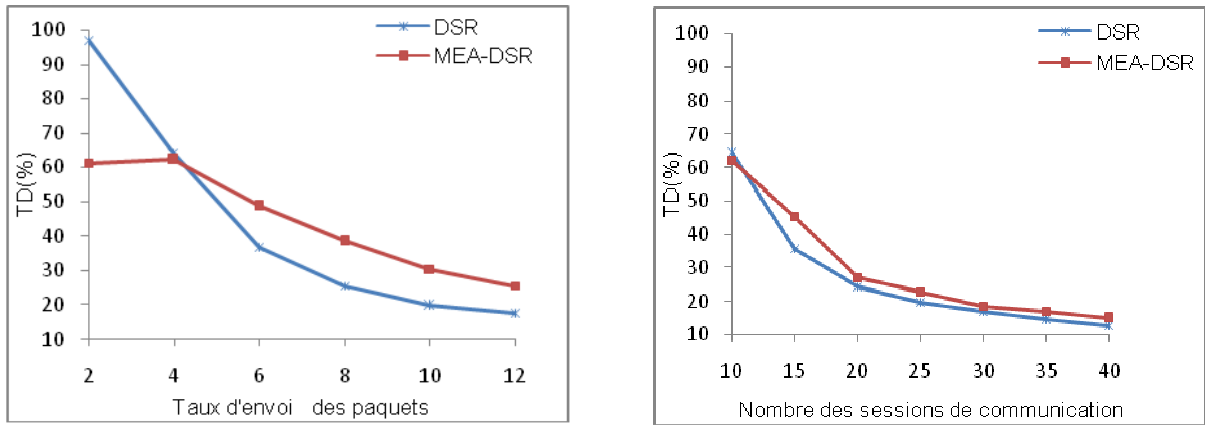 DSR
MEA-DSR
TD(%)
100
90
80
70
60
50
40
30
20
10
2 4 6 8 10 12
Taux d'envoi des paquets
DSR
MEA-DSR
TD(%)
100
90
80
70
60
50
40
30
20
10
10 15 20 25 30 35 40
Nombre des sessions de communication